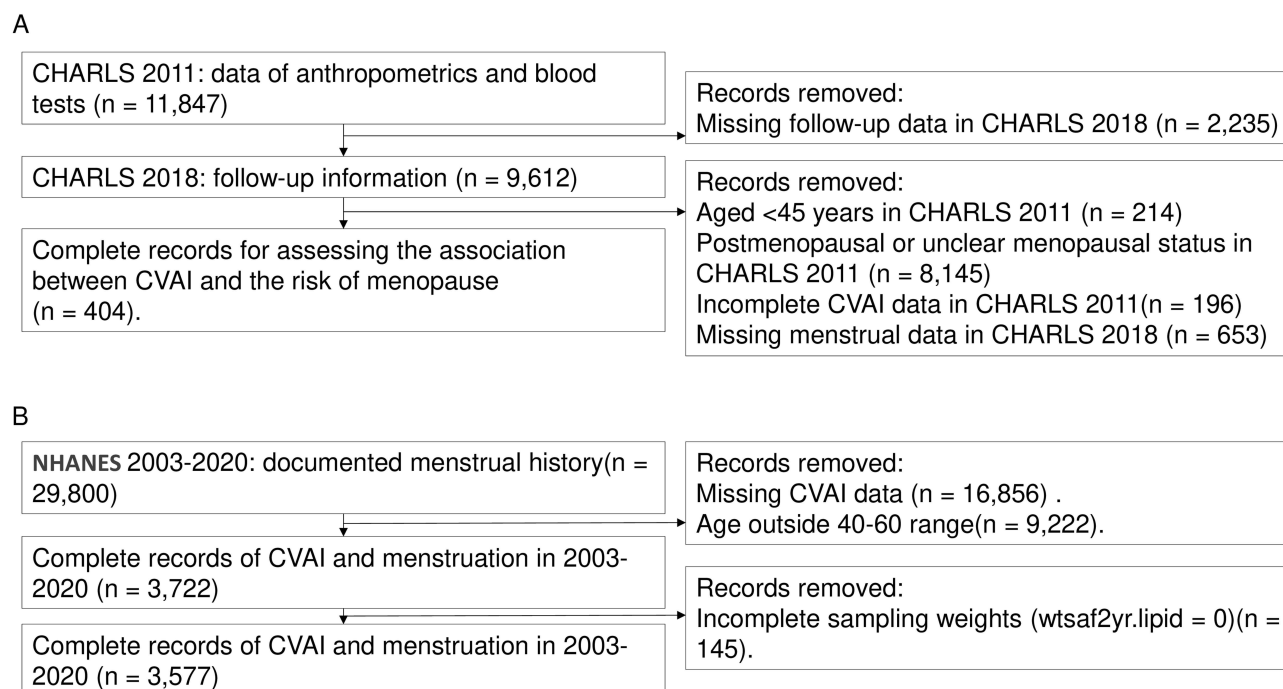 A
CHARLS 2011: data of anthropometrics and blood
tests (n = 11,847)
Records removed:
Missing follow-up data in CHARLS 2018 (n = 2,235)
CHARLS 2018: follow-up information (n = 9,612)
Records removed:
Aged <45 years in CHARLS 2011 (n = 214)
Postmenopausal or unclear menopausal status in
CHARLS 2011 (n = 8,145)
Incomplete CVAI data in CHARLS 2011(n = 196)
Missing menstrual data in CHARLS 2018 (n = 653)
Complete records for assessing the association
between CVAI and the risk of menopause
(n = 404).
B
NHANES 2003-2020: documented menstrual history(n =
29,800)
Records removed:
Missing CVAI data (n = 16,856) .
Age outside 40-60 range(n = 9,222).
Complete records of CVAI and menstruation in 2003-
2020 (n = 3,722)
Records removed:
Incomplete sampling weights (wtsaf2yr.lipid = 0)(n =
145).
Complete records of CVAI and menstruation in 2003-
2020 (n = 3,577)